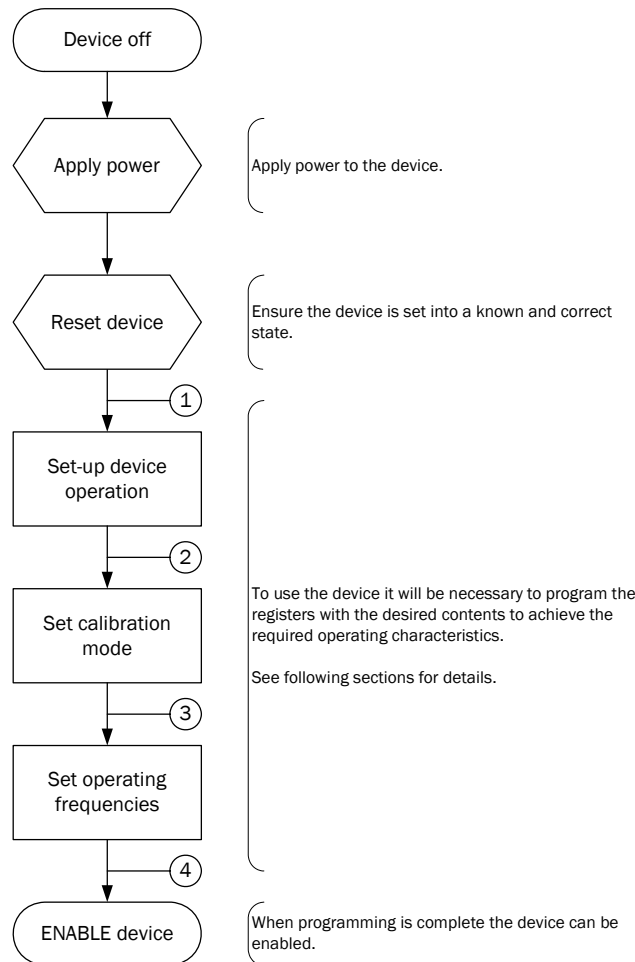 Device off
Apply power
Apply power to the device.
Reset device
Ensure the device is set into a known and correct
state.
1
Set-up device
operation
2
Set calibration
mode
To use the device it will be necessary to program the
registers with the desired contents to achieve the
required operating characteristics.
See following sections for details.
3
Set operating
frequencies
4
ENABLE device
When programming is complete the device can be
enabled.